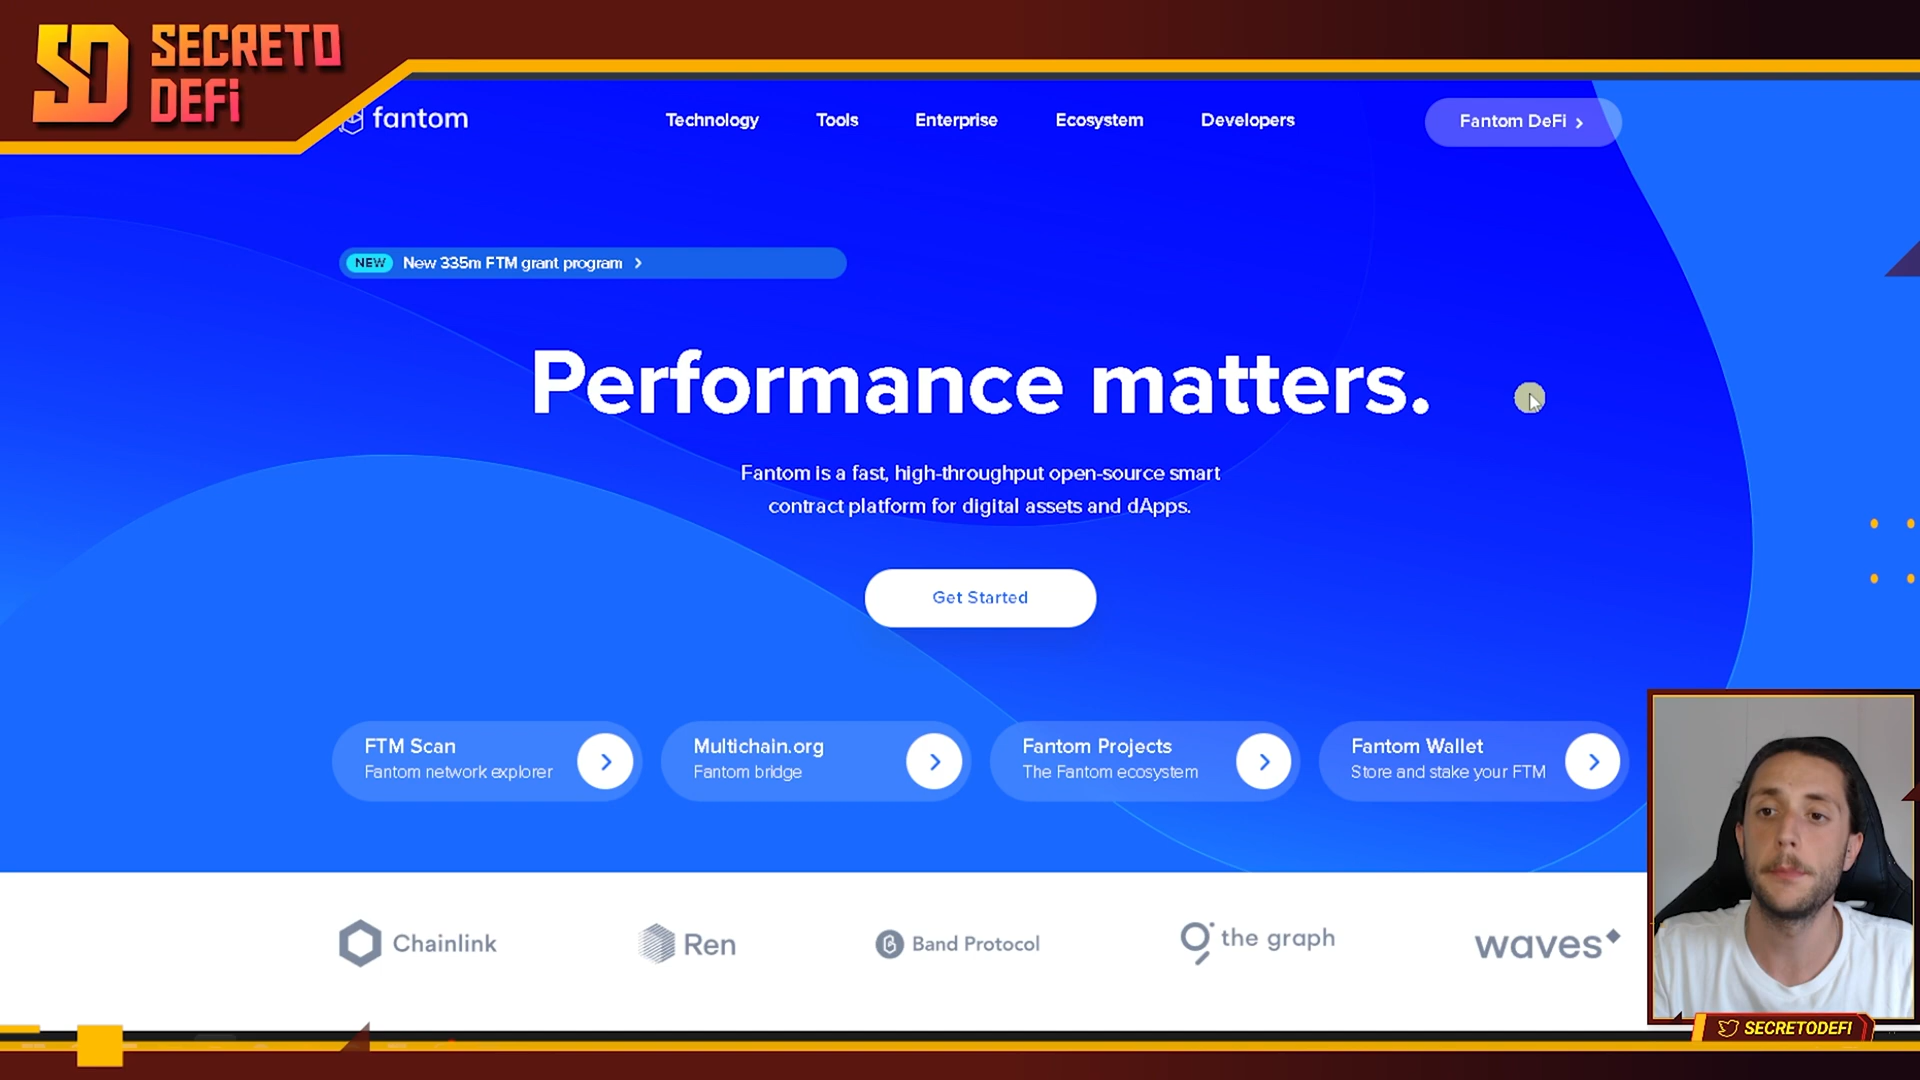 SD
SECRETO
DEFi
fantom
Technology
Tools
Enterprise
Ecosystem
Developers
Fantom DeFi
NEW New 335m FTM grant program
Performance matters.
Fantom is a fast, high-throughput open-source smart
contract platform for digital assets and dApps.
Get Started
FTM Scan
Fantom network explorer
Multichain.org
Fantom bridge
Fantom Projects
The Fantom ecosystem
Fantom Wallet
Store and stake your FTM
Chainlink
Ren
Band Protocol
the graph
waves
SECRETODEFI